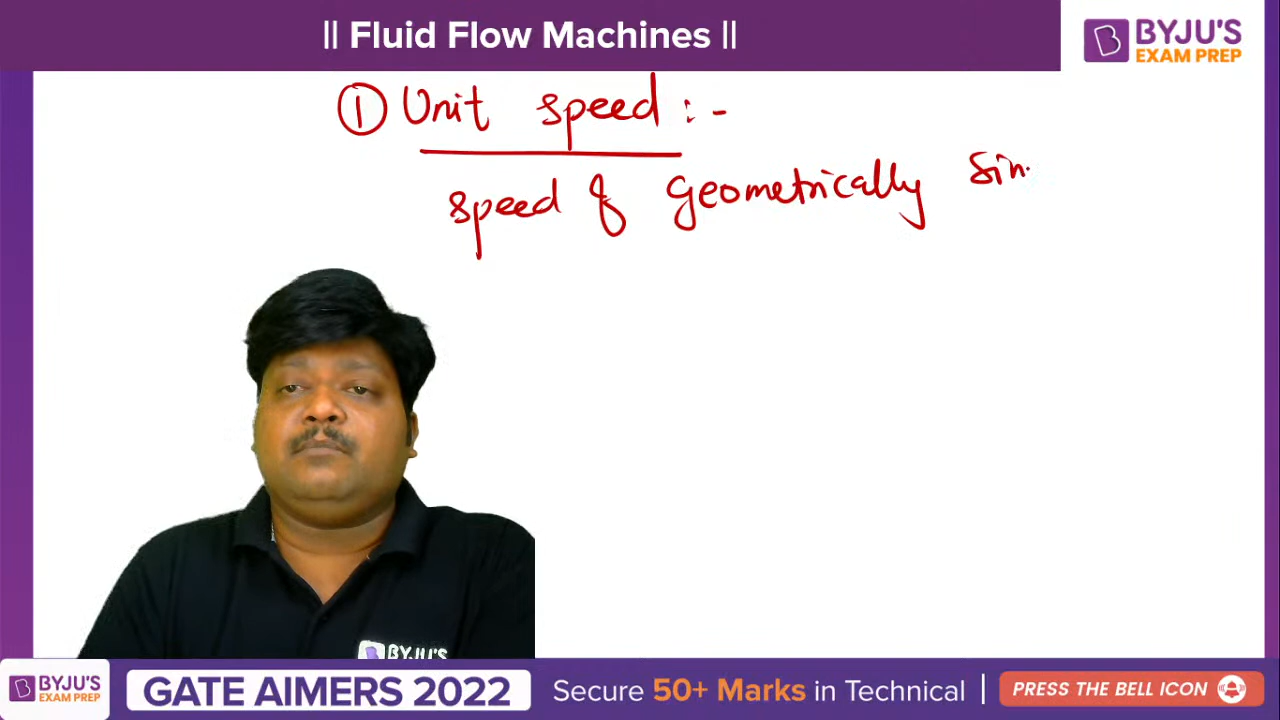 || Fluid Flow Machines ||
BYJU'S
EXAM PREP
① Unit speed :-
speed of Geometrically Sim
BYJU'S
BYJU'S
EXAM PREP
GATE AIMERS 2022
Secure 50+ Marks in Technical
PRESS THE BELL ICON